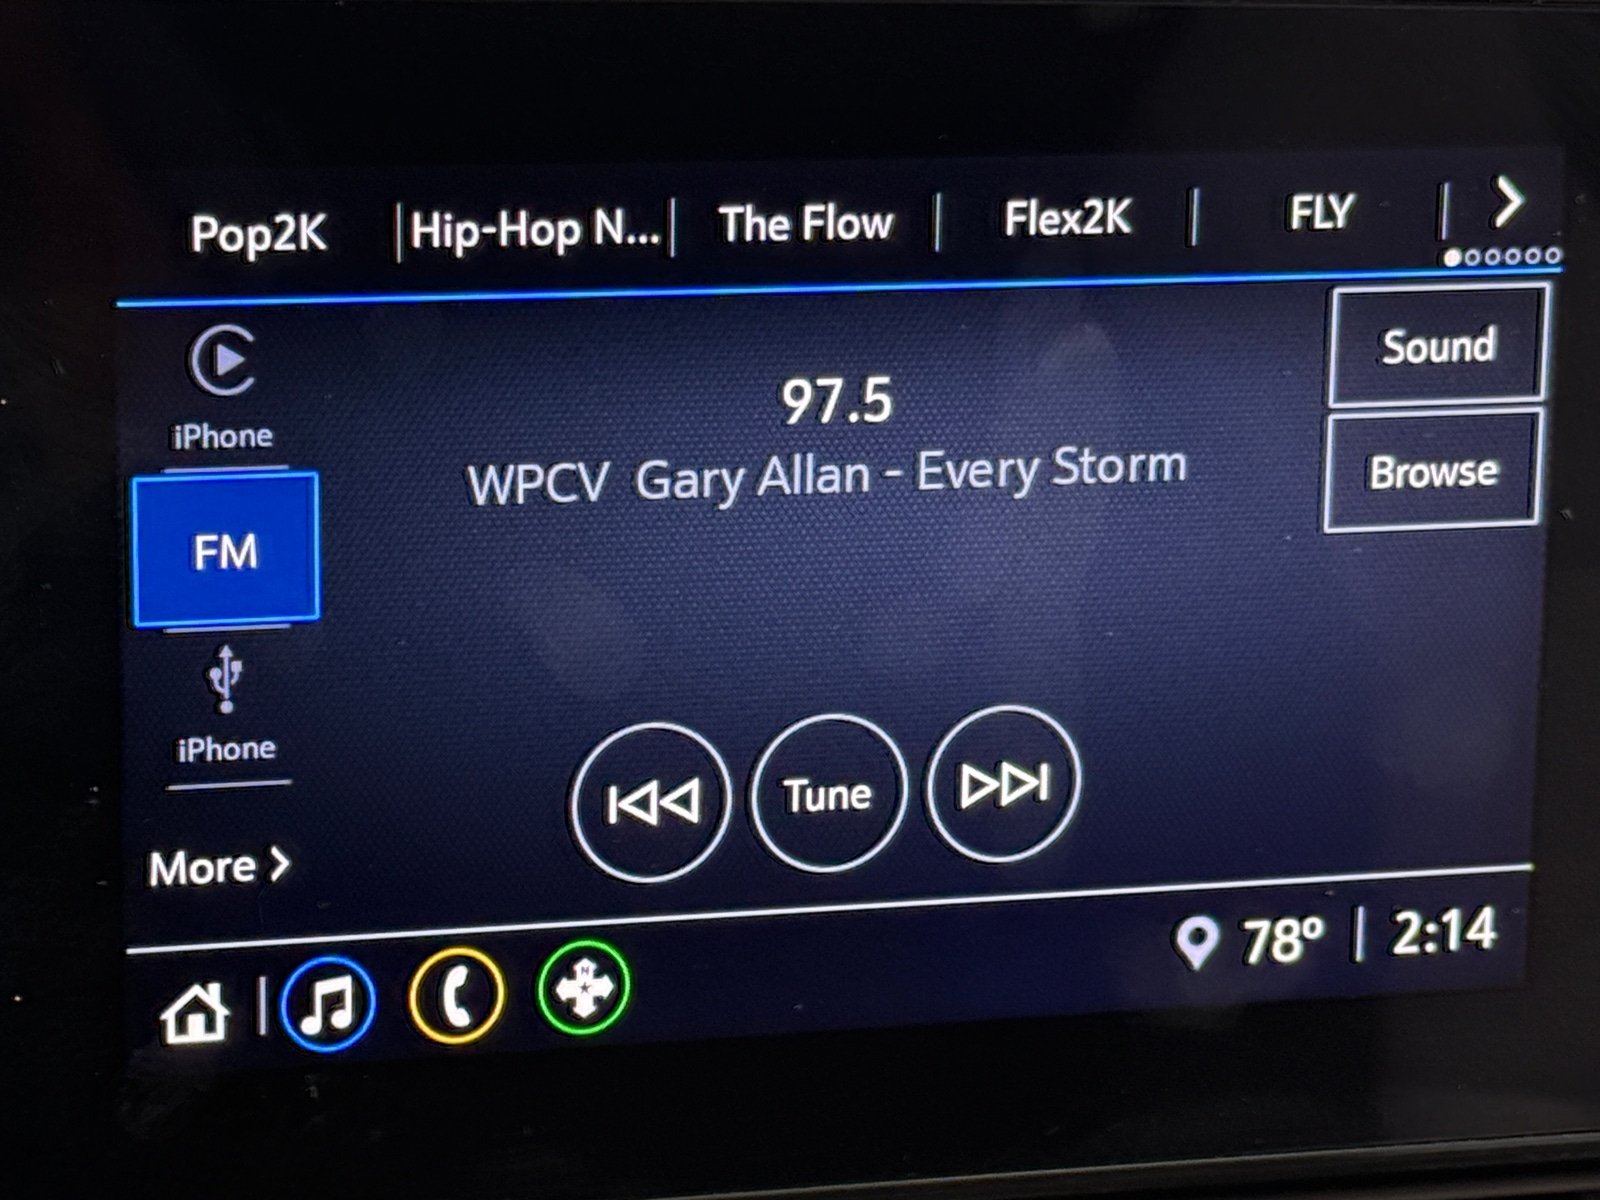 Pop2K | Hip-Hop N... | The Flow | Flex2K | FLY |
iPhone
97.5
Sound
WPCV Gary Allan - Every Storm
Browse
FM
iPhone
Tune
More
78° | 2:14
N